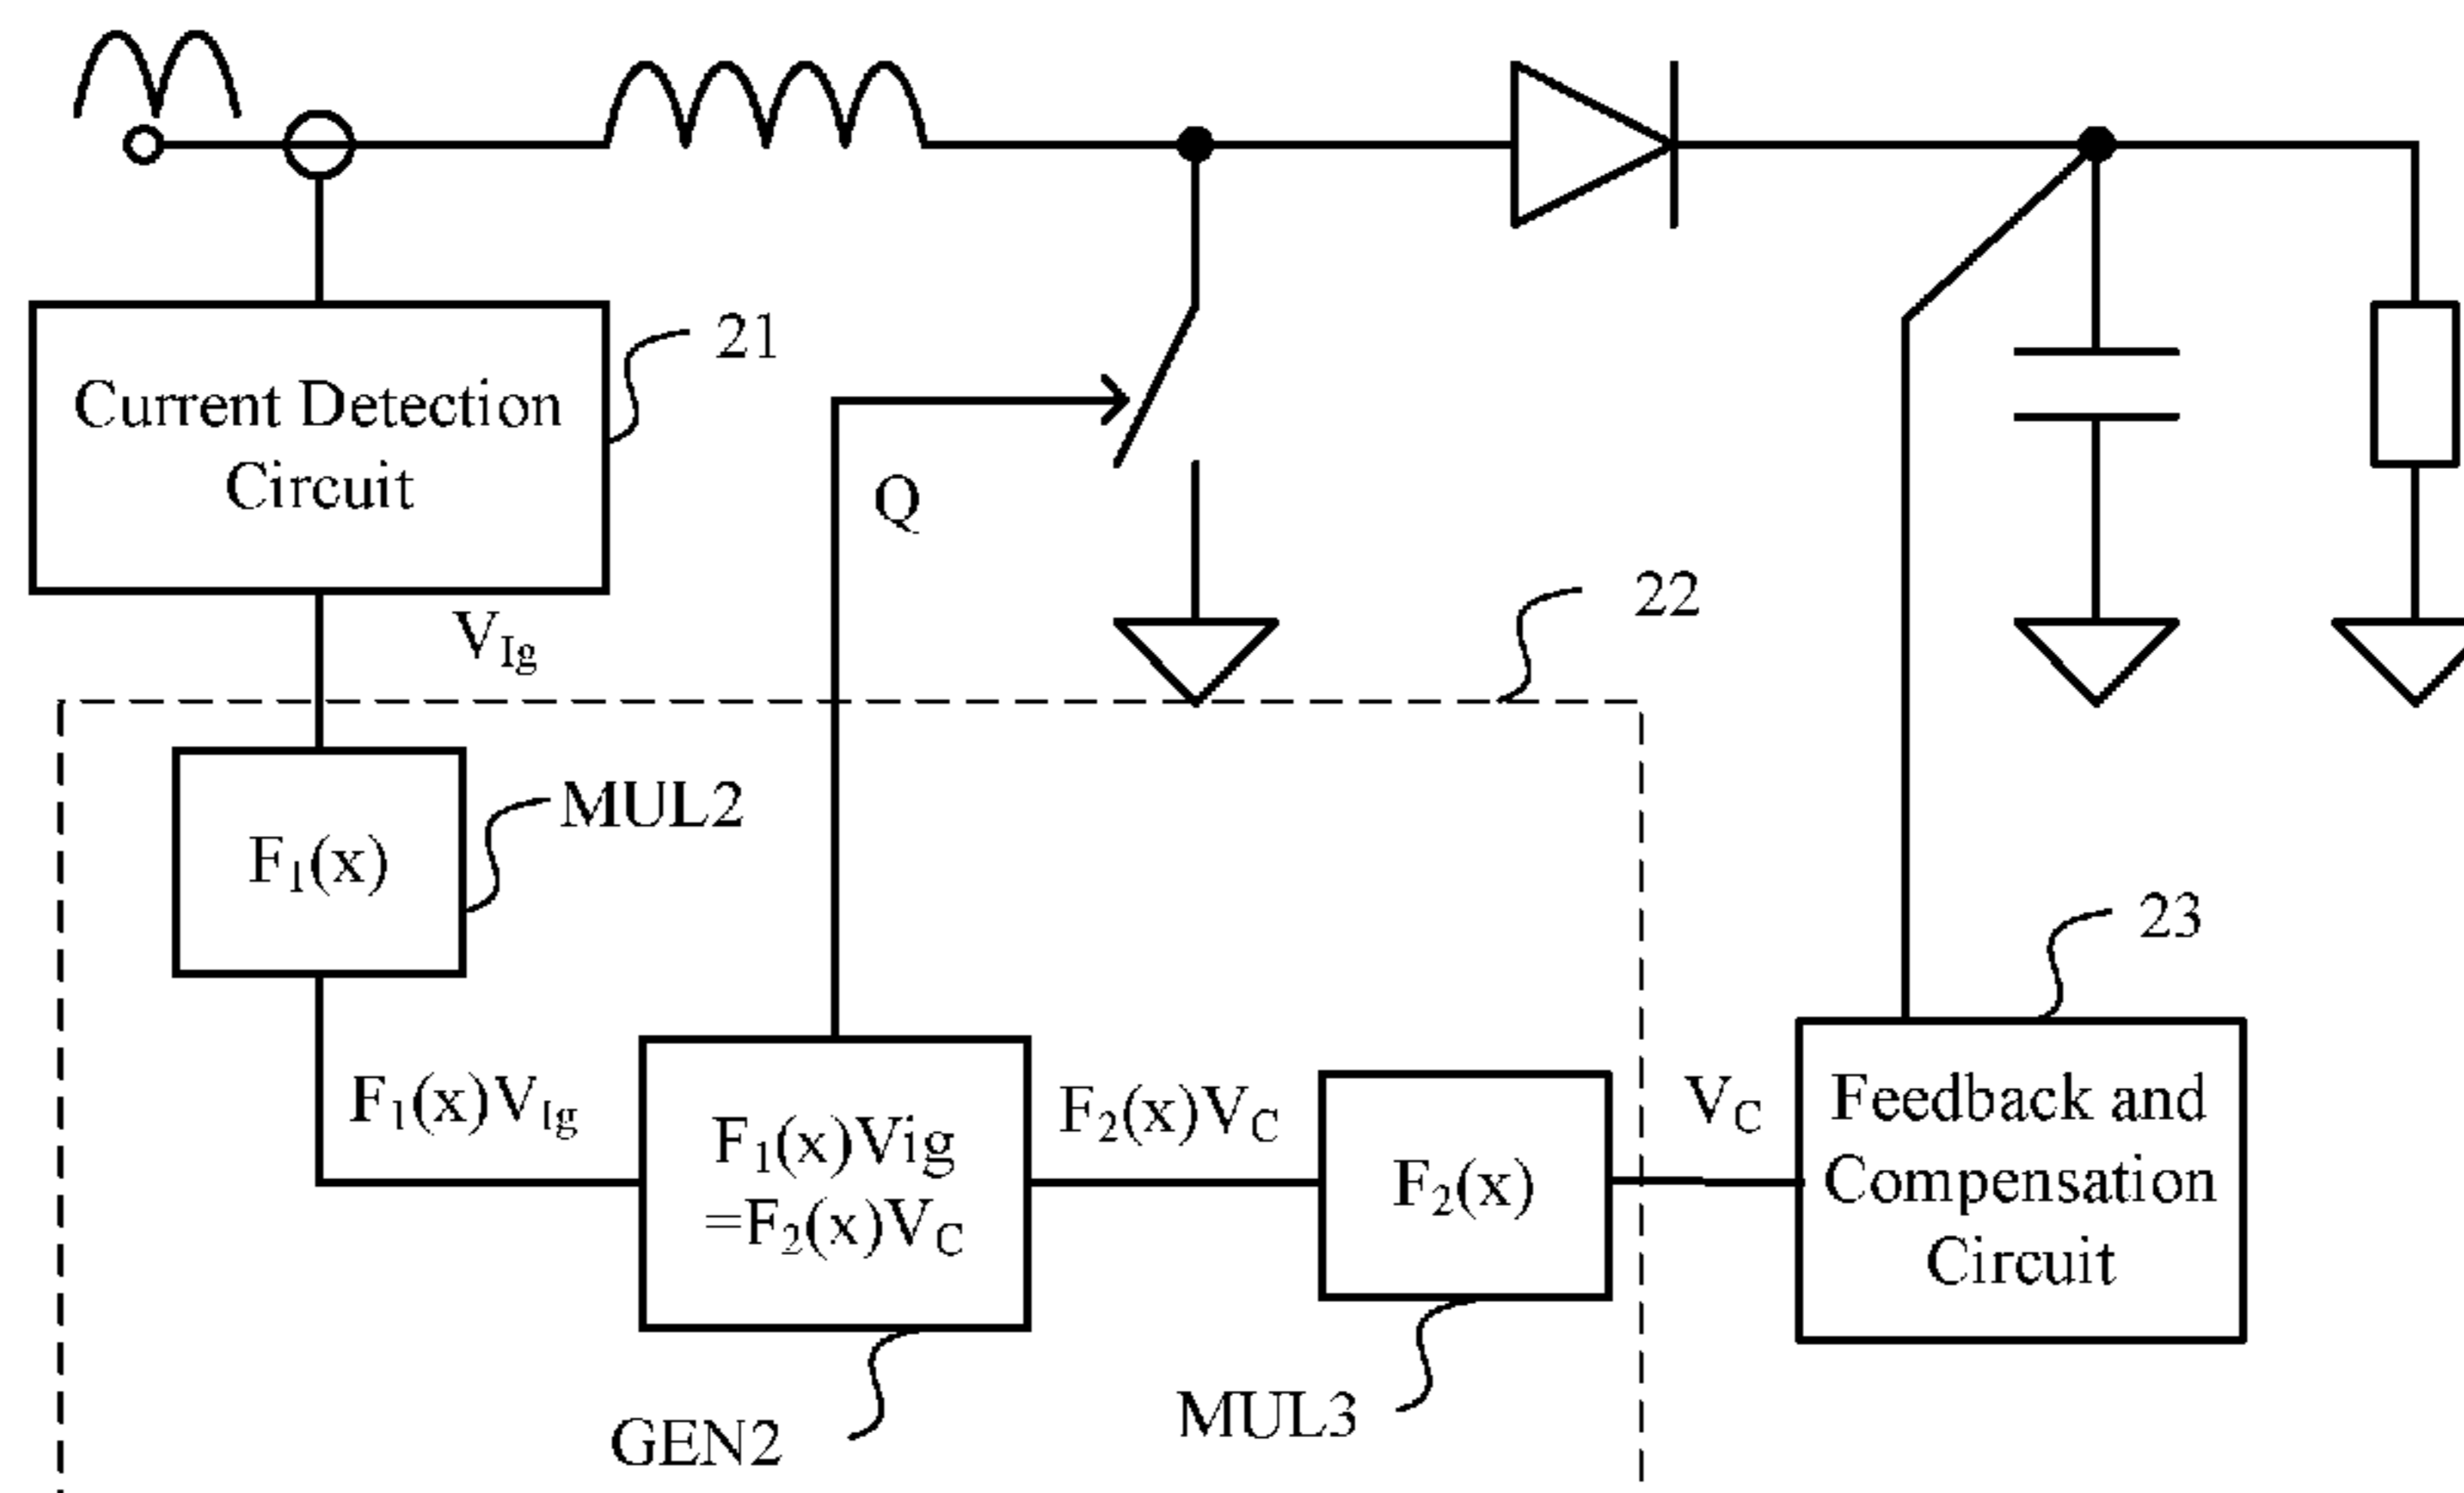 21
Current Detection
Circuit
Q
22
V_Ig
MUL2
F₁(x)
23
F₁(x)V_Ig
F₁(x)Vig
=F₂(x)V_C
F₂(x)V_C
F₂(x)
V_C
Feedback and
Compensation
Circuit
MUL3
GEN2